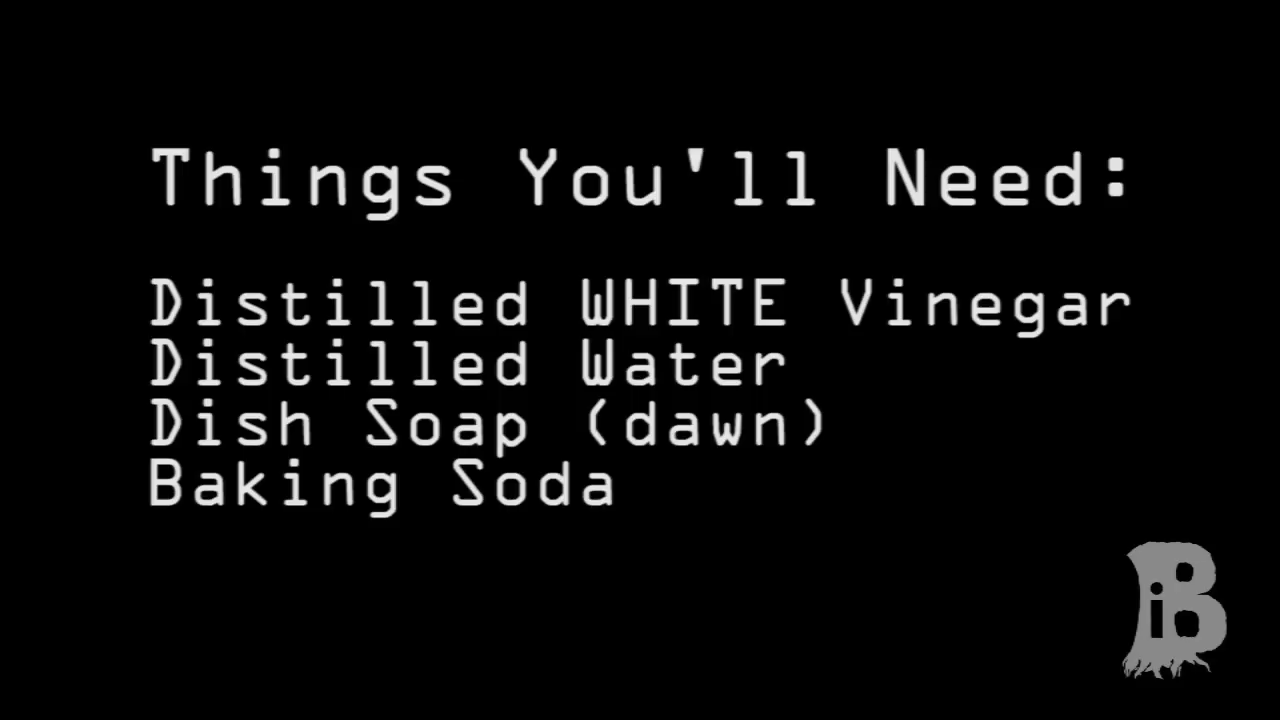 Things You'll Need:
Distilled WHITE Vinegar
Distilled Water
Dish Soap (dawn)
Baking Soda
iB